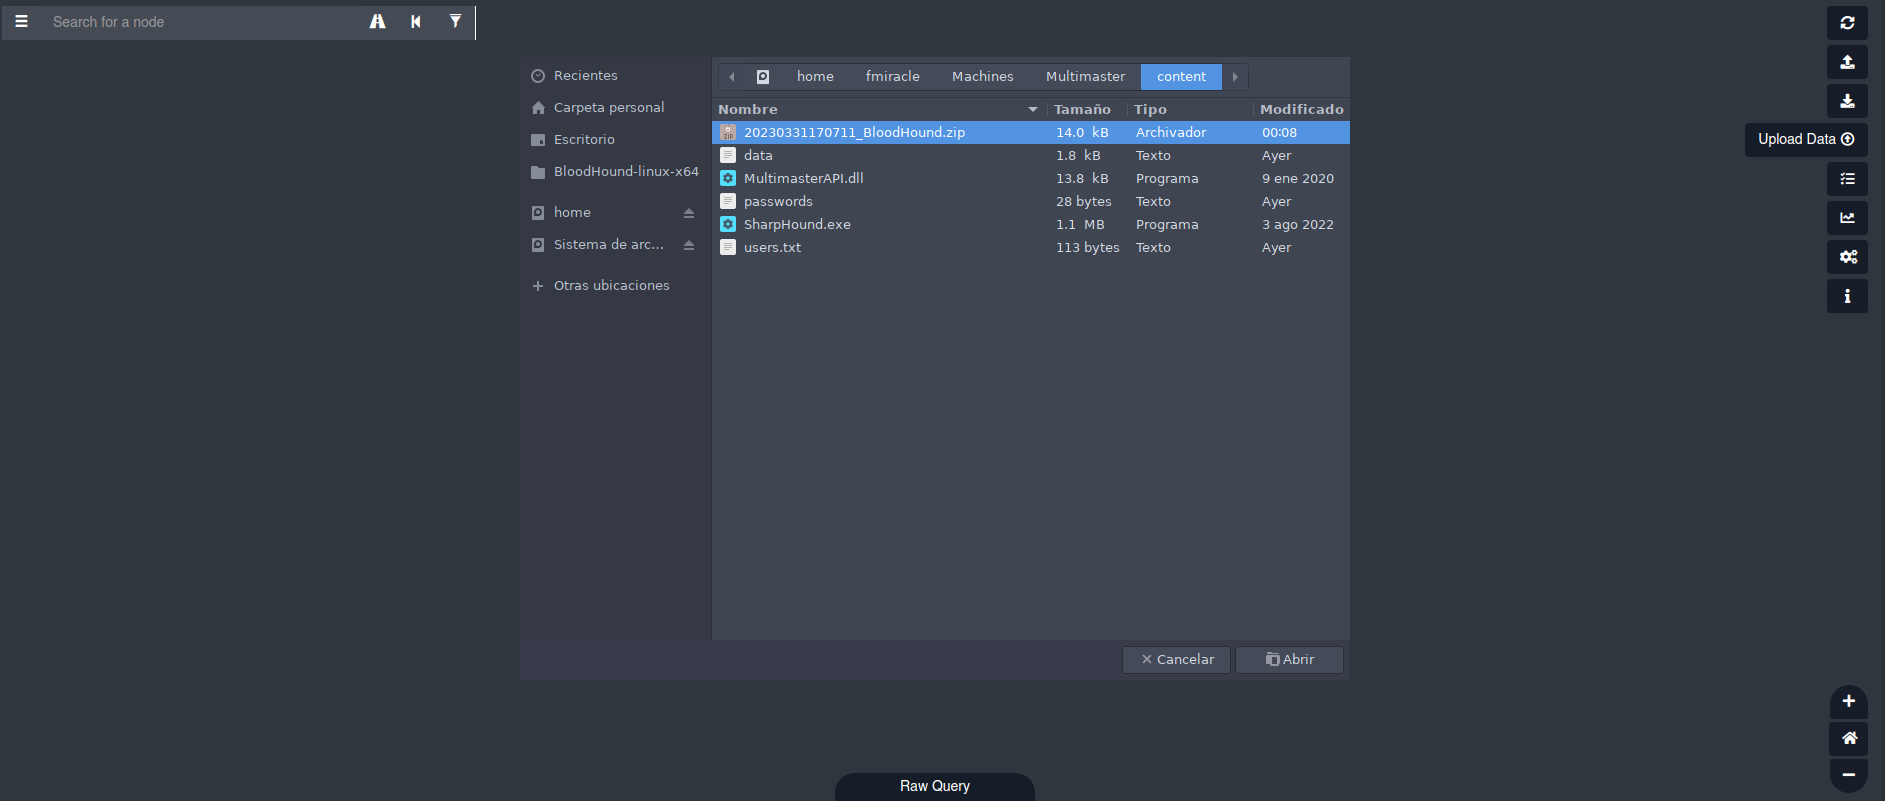 Search for a node
Recientes
Carpeta personal
Escritorio
BloodHound-linux-x64
home
Sistema de arc...
Otras ubicaciones
home fmiracle Machines Multimaster content
Nombre Tamaño Tipo Modificado
20230331170711_BloodHound.zip 14.0 kB Archivador 00:08
data 1.8 kB Texto Ayer
MultimasterAPI.dll 13.8 kB Programa 9 ene 2020
passwords 28 bytes Texto Ayer
SharpHound.exe 1.1 MB Programa 3 ago 2022
users.txt 113 bytes Texto Ayer
Cancelar Abrir
Upload Data
Raw Query